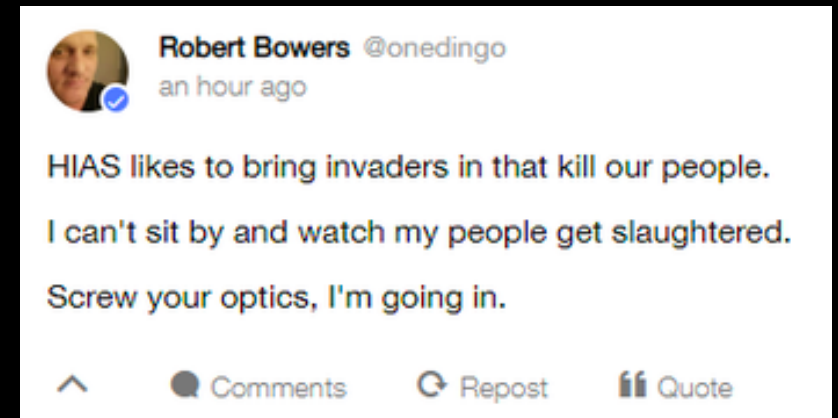 Robert Bowers @onedingo
an hour ago
HIAS likes to bring invaders in that kill our people.
I can't sit by and watch my people get slaughtered.
Screw your optics, I'm going in.
Comments Repost Quote